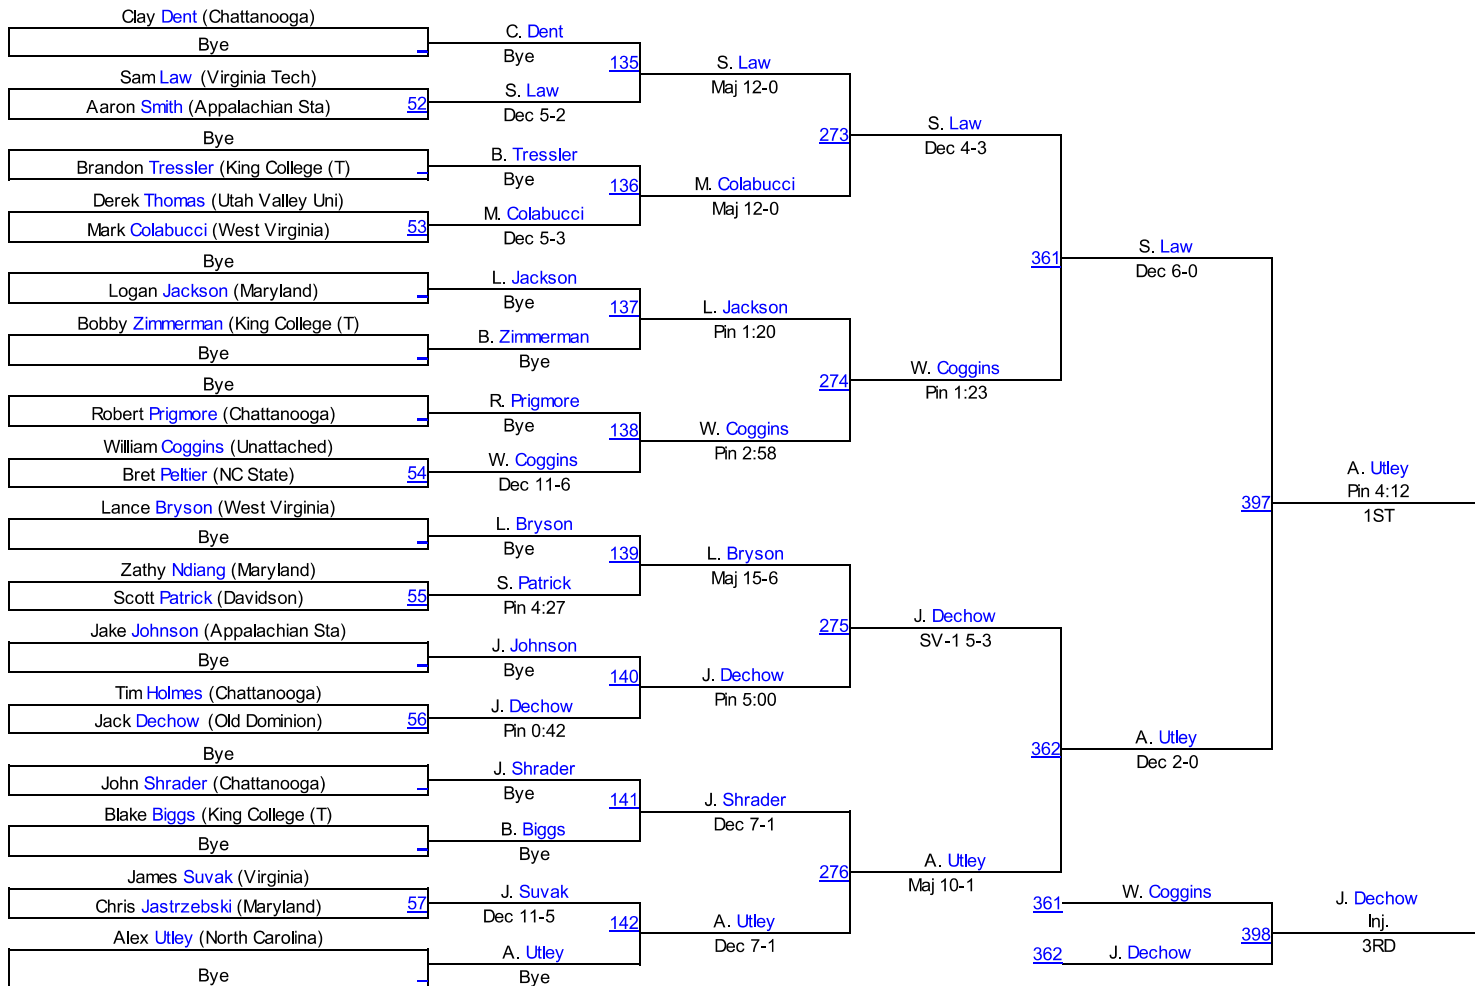 Clay Dent (Chattanooga)
Bye
Sam Law (Virginia Tech)
Aaron Smith (Appalachian Sta) 52
Bye
Brandon Tressler (King College (T)
Derek Thomas (Utah Valley Uni)
Mark Colabucci (West Virginia) 53
Bye
Logan Jackson (Maryland)
Bobby Zimmerman (King College (T)
Bye
Bye
Robert Prigmore (Chattanooga)
William Coggins (Unattached)
Bret Peltier (NC State) 54
Lance Bryson (West Virginia)
Bye
Zathy Ndiang (Maryland)
Scott Patrick (Davidson) 55
Jake Johnson (Appalachian Sta)
Bye
Tim Holmes (Chattanooga)
Jack Dechow (Old Dominion) 56
Bye
John Shrader (Chattanooga)
Blake Biggs (King College (T)
Bye
James Suvak (Virginia)
Chris Jastrzebski (Maryland) 57
Alex Utley (North Carolina)
Bye
C. Dent
Bye
135
S. Law
Dec 5-2
B. Tressler
Bye
136
M. Colabucci
Dec 5-3
L. Jackson
Bye
137
B. Zimmerman
Bye
R. Prigmore
Bye
138
W. Coggins
Dec 11-6
L. Bryson
Bye
139
S. Patrick
Pin 4:27
J. Johnson
Bye
140
J. Dechow
Pin 0:42
J. Shrader
Bye
141
B. Biggs
Bye
J. Suvak
Dec 11-5
142
A. Utley
Bye
S. Law
Maj 12-0
273
M. Colabucci
Maj 12-0
L. Jackson
Pin 1:20
274
W. Coggins
Pin 2:58
L. Bryson
Maj 15-6
275
J. Dechow
Pin 5:00
J. Shrader
Dec 7-1
276
A. Utley
Dec 7-1
S. Law
Dec 4-3
361
W. Coggins
Pin 1:23
J. Dechow
SV-1 5-3
362
A. Utley
Maj 10-1
S. Law
Dec 6-0
397
A. Utley
Dec 2-0
A. Utley
Pin 4:12
1ST
361
W. Coggins
398
362
J. Dechow
J. Dechow
Inj.
3RD